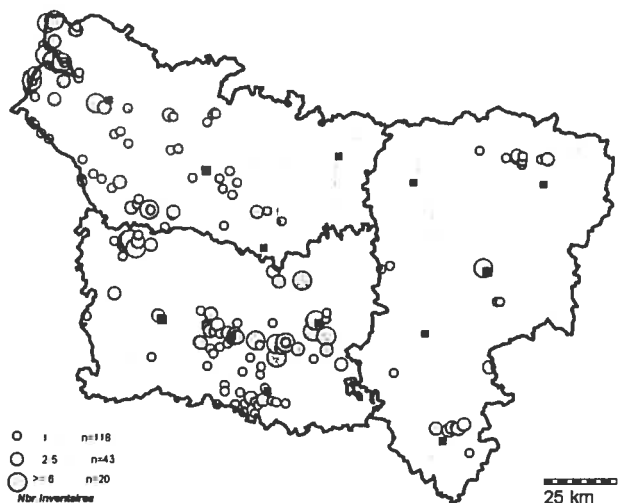 1 n=118
2 5 n=43
>= 6 n=20
Nbr Inventaires
25 km